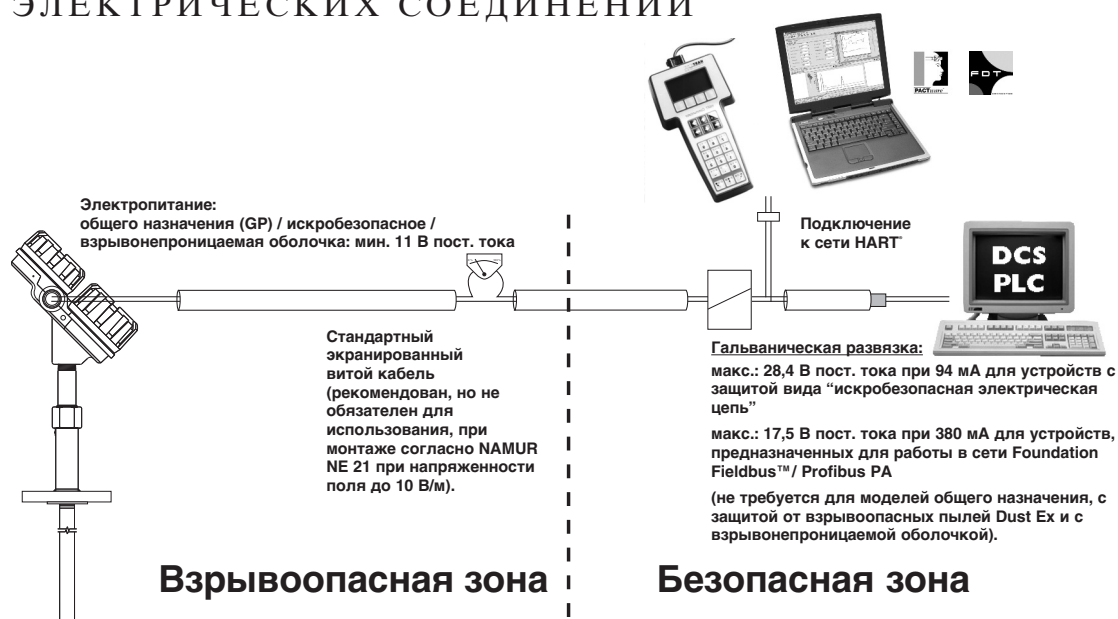 ЭЛЕКТРИЧЕСКИХ СОЕДИНЕНИЙ
PACTware
FDT
Электропитание:
общего назначения (GP) / искробезопасное /
взрывонепроницаемая оболочка: мин. 11 В пост. тока
Подключение
к сети HART
DCS
PLC
Стандартный
экранированный
витой кабель
(рекомендован, но не
обязателен для
использования, при
монтаже согласно NAMUR
NE 21 при напряженности
поля до 10 В/м).
Гальваническая развязка:
макс.: 28,4 В пост. тока при 94 мА для устройств с
защитой вида “искробезопасная электрическая
цепь”
макс.: 17,5 В пост. тока при 380 мА для устройств,
предназначенных для работы в сети Foundation
Fieldbus™/ Profibus PA
(не требуется для моделей общего назначения, с
защитой от взрывоопасных пылей Dust Ex и с
взрывонепроницаемой оболочкой).
Взрывоопасная зона
Безопасная зона